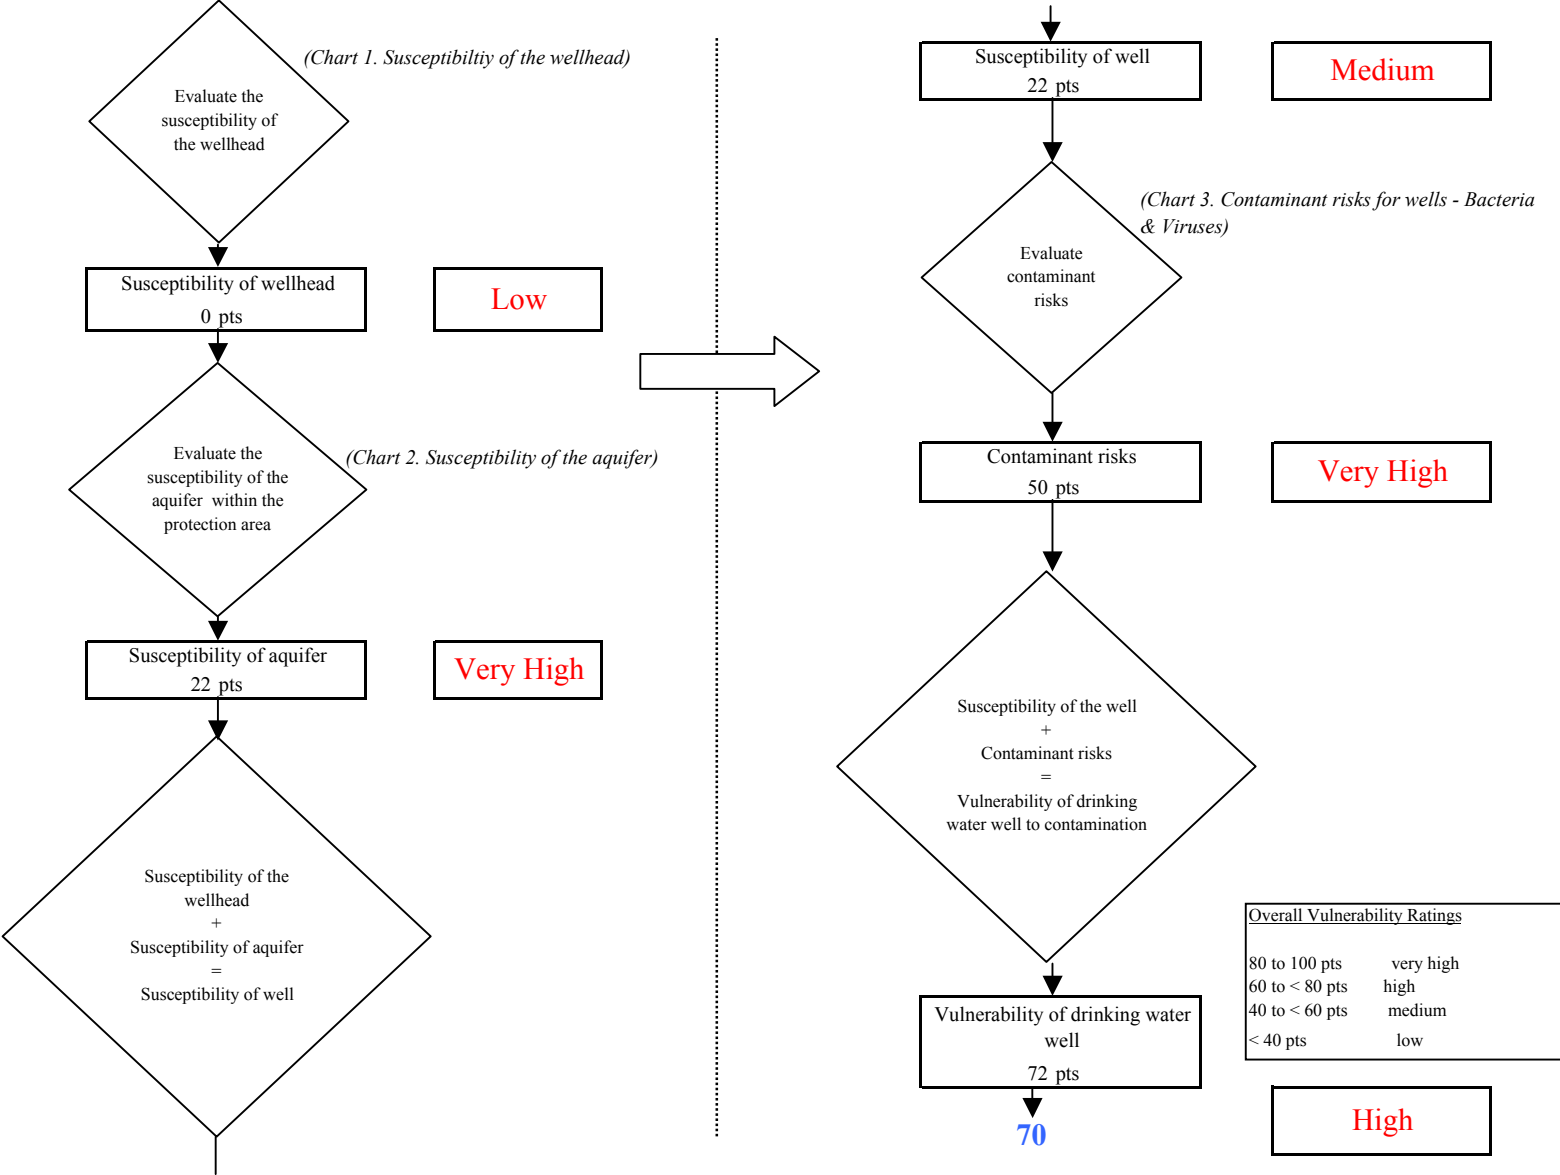 (Chart 1. Susceptibiltiy of the wellhead)
Evaluate the
susceptibility of
the wellhead
Susceptibility of wellhead
0 pts
Low
Evaluate the
susceptibility of the
aquifer within the
protection area
(Chart 2. Susceptibility of the aquifer)
Susceptibility of aquifer
22 pts
Very High
Susceptibility of the
wellhead
+
Susceptibility of aquifer
=
Susceptibility of well
Susceptibility of well
22 pts
Medium
(Chart 3. Contaminant risks for wells - Bacteria
& Viruses)
Evaluate
contaminant
risks
Contaminant risks
50 pts
Very High
Susceptibility of the well
+
Contaminant risks
=
Vulnerability of drinking
water well to contamination
Overall Vulnerability Ratings
80 to 100 pts very high
60 to < 80 pts high
40 to < 60 pts medium
< 40 pts low
Vulnerability of drinking water
well
72 pts
70
High